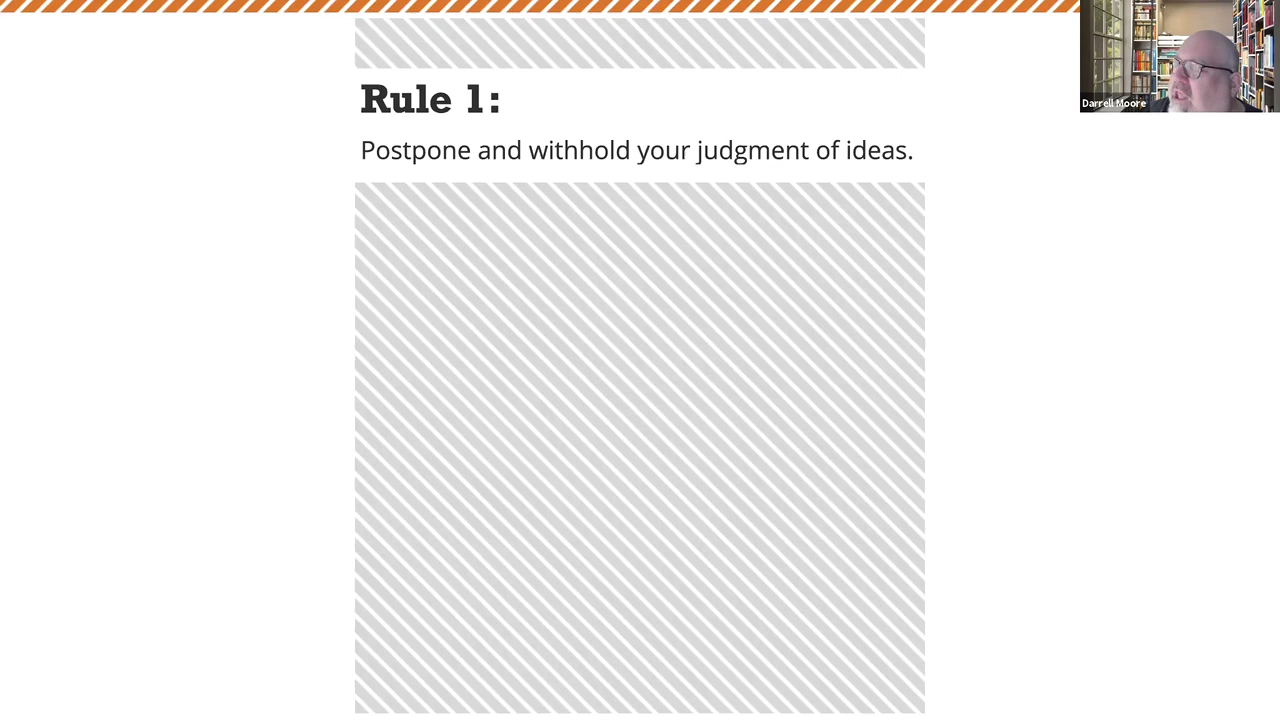 Rule 1:
Postpone and withhold your judgment of ideas.
Darrell Moore